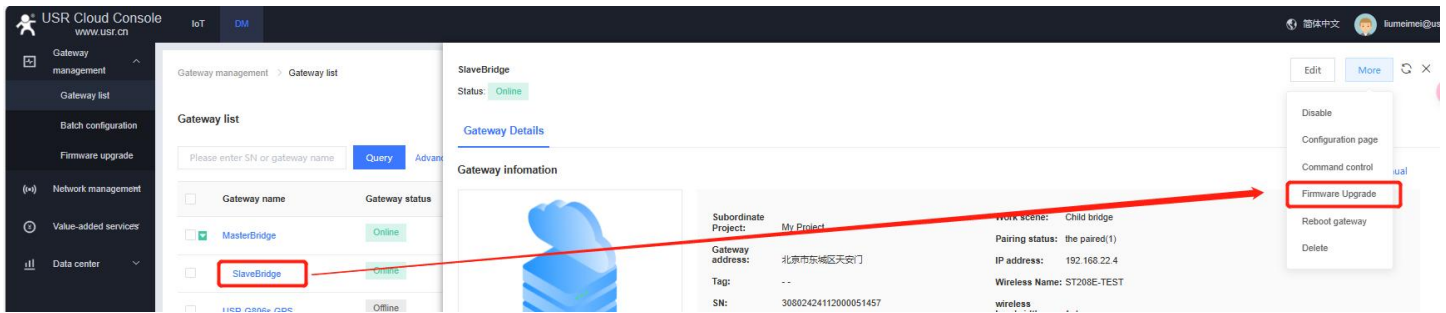 USR Cloud Console
www.usr.cn
IoT
DM
简体中文
liumeimei@us
Gateway
management
Gateway list
Batch configuration
Firmware upgrade
Network management
Value-added services
Data center
Gateway management > Gateway list
Gateway list
Please enter SN or gateway name
Query
Advanc
Gateway name
Gateway status
MasterBridge
Online
SlaveBridge
Online
USR-G806s-GPS
Offline
SlaveBridge
Status: Online
Edit
More
Disable
Configuration page
Command control
Firmware Upgrade
Reboot gateway
Delete
Gateway Details
Gateway infomation
ual
Subordinate
Project: My Project
Gateway
address: 北京市东城区天安门
Tag: --
SN: 30802424112000051457
Work scene: Child bridge
Pairing status: the paired(1)
IP address: 192.168.22.4
Wireless Name: ST208E-TEST
wireless